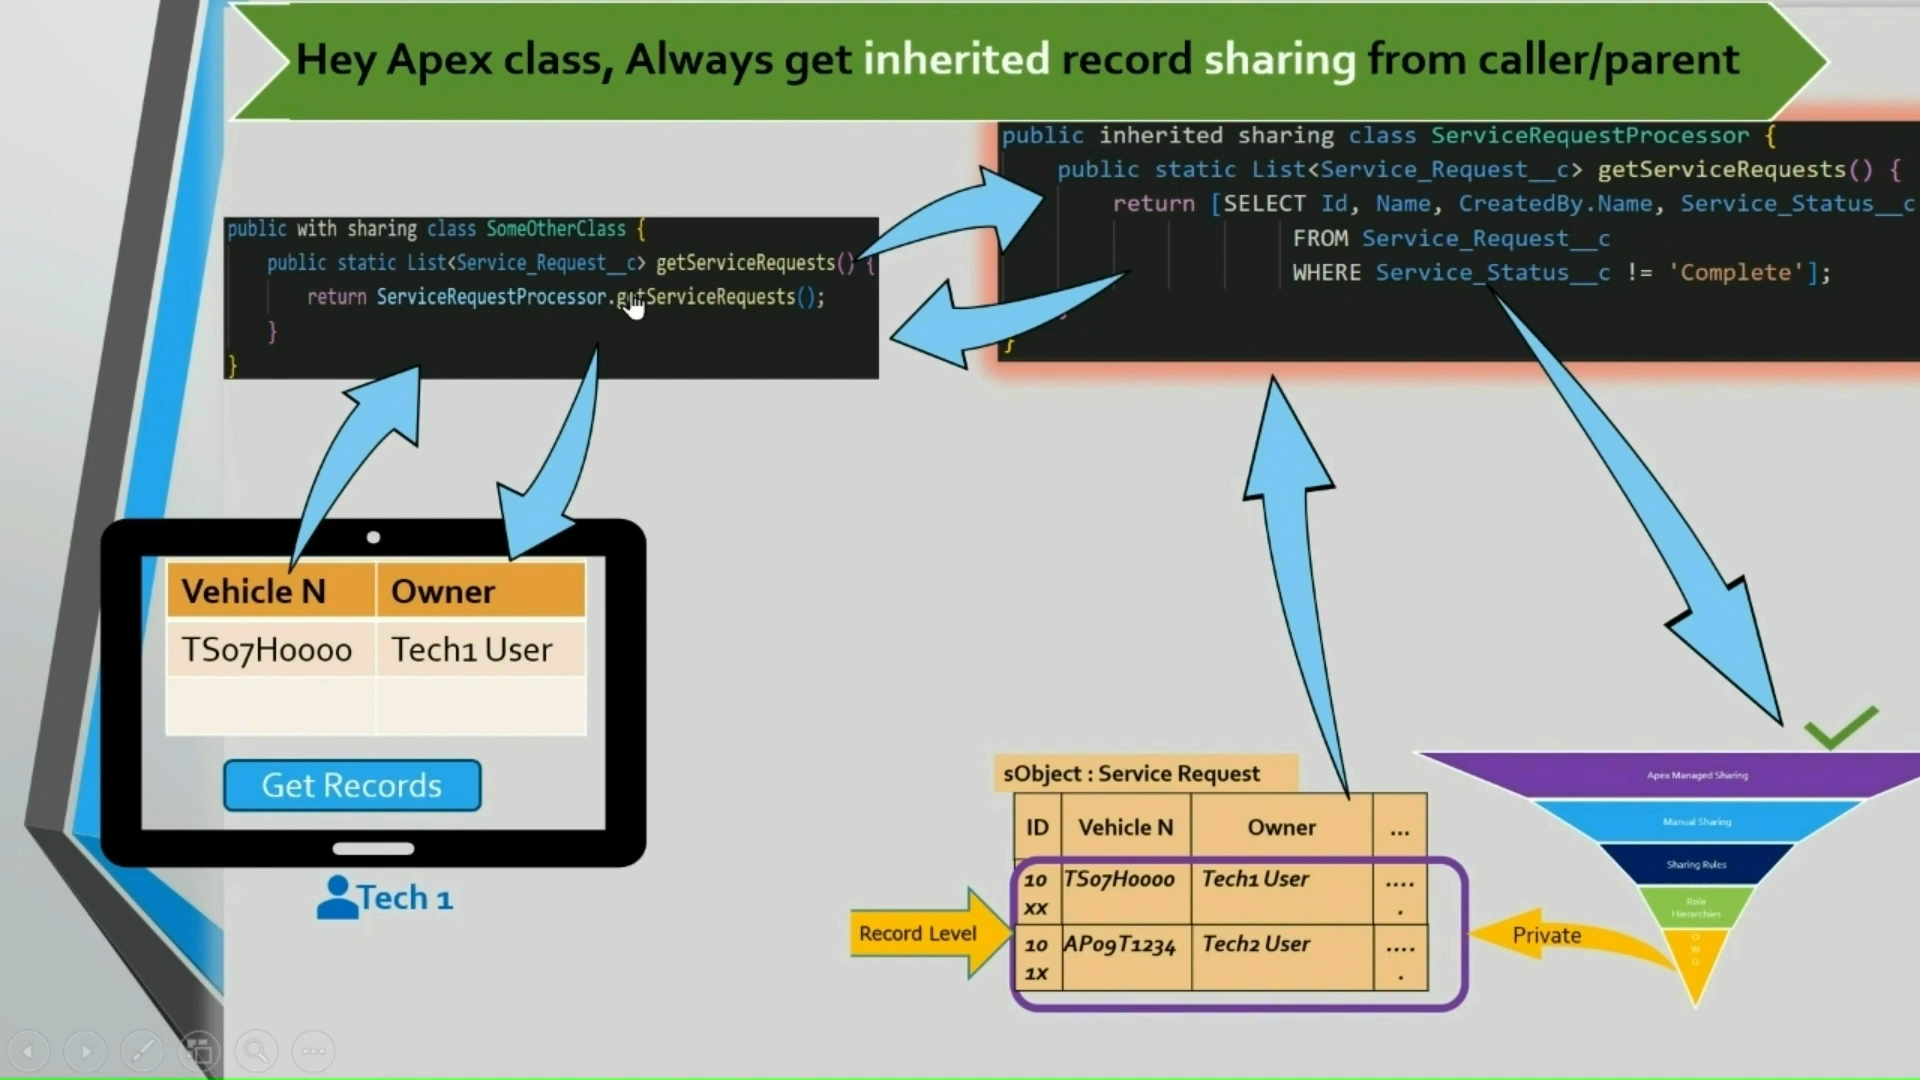 Hey Apex class, Always get inherited record sharing from caller/parent
public with sharing class SomeOtherClass {
public static List<Service_Request__c> getServiceRequests() {
return ServiceRequestProcessor.getServiceRequests();
}
}
public inherited sharing class ServiceRequestProcessor {
public static List<Service_Request__c> getServiceRequests() {
return [SELECT Id, Name, CreatedBy.Name, Service_Status__c
FROM Service_Request__c
WHERE Service_Status__c != 'Complete'];
}
Vehicle N Owner
TS07H0000 Tech1 User
Get Records
Tech 1
sObject : Service Request
ID Vehicle N Owner ...
10 TS07H0000 Tech1 User ....
xx .
10 AP09T1234 Tech2 User ....
1x .
Record Level
Private
Apex Managed Sharing
Manual Sharing
Sharing Rules
Role
Hierarchies
O
W
D